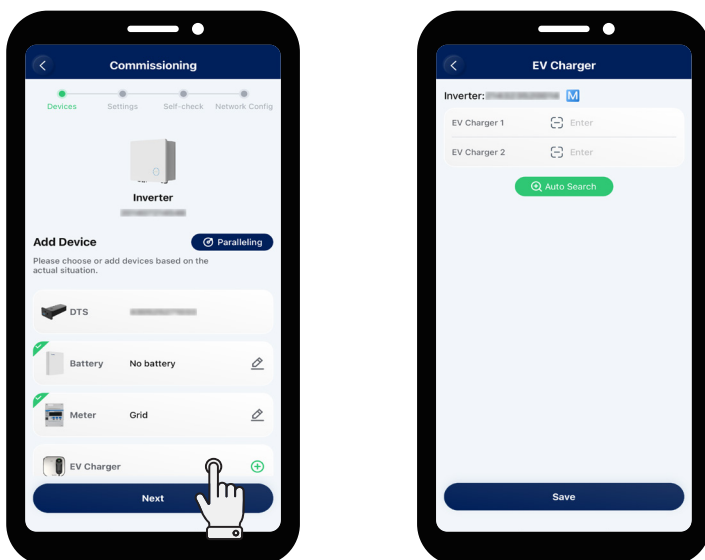 Commissioning
Devices
Settings
Self-check
Network Config
Inverter
Add Device
Paralleling
Please choose or add devices based on the
actual situation.
DTS
Battery
No battery
Meter
Grid
EV Charger
Next
EV Charger
Inverter:
M
EV Charger 1
Enter
EV Charger 2
Enter
Auto Search
Save